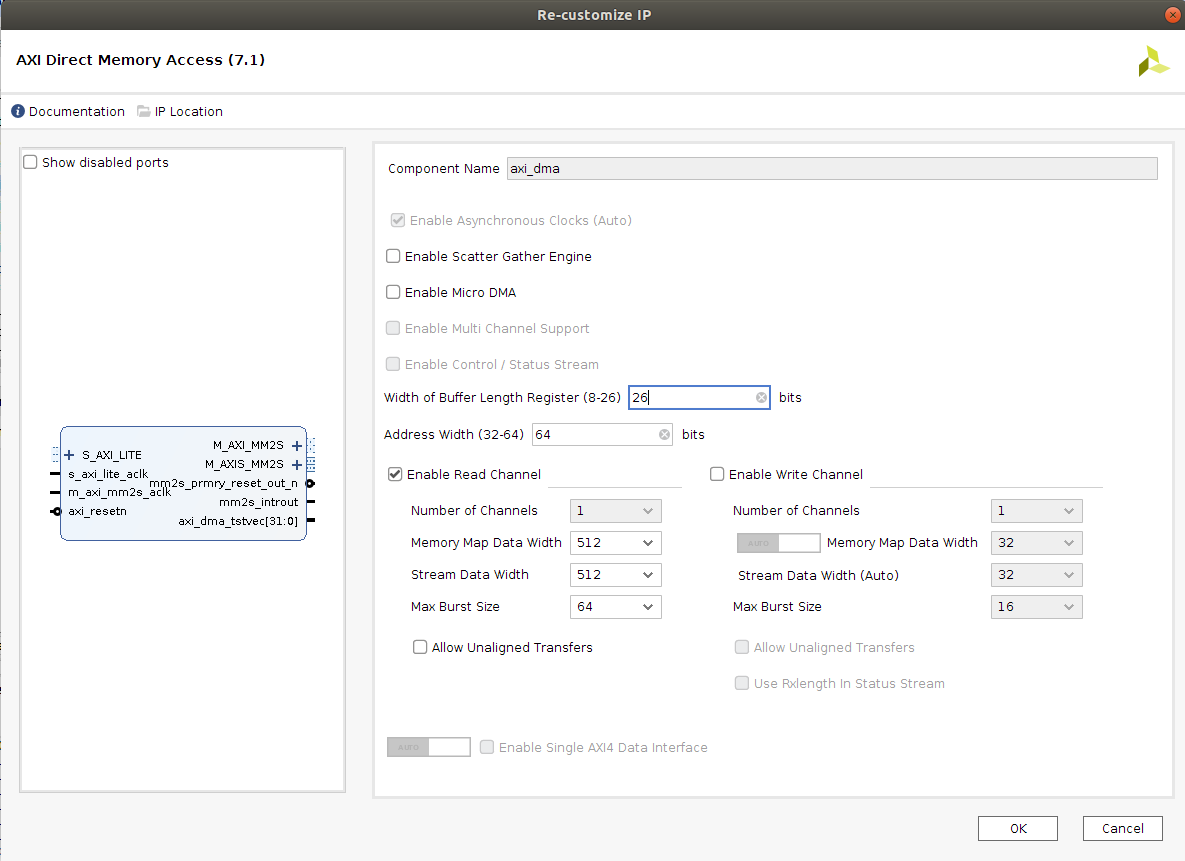 Re-customize IP
AXI Direct Memory Access (7.1)
Documentation IP Location
Show disabled ports
S_AXI_LITE
s_axi_lite_aclk
m_axi_mm2s_aclk
axi_resetn
M_AXI_MM2S
M_AXIS_MM2S
mm2s_prmry_reset_out_n
mm2s_introut
axi_dma_tstvec[31:0]
Component Name axi_dma
Enable Asynchronous Clocks (Auto)
Enable Scatter Gather Engine
Enable Micro DMA
Enable Multi Channel Support
Enable Control / Status Stream
Width of Buffer Length Register (8-26) 26 bits
Address Width (32-64) 64 bits
Enable Read Channel
Number of Channels 1
Memory Map Data Width 512
Stream Data Width 512
Max Burst Size 64
Allow Unaligned Transfers
Enable Write Channel
Number of Channels 1
AUTO Memory Map Data Width 32
Stream Data Width (Auto) 32
Max Burst Size 16
Allow Unaligned Transfers
Use Rxlength In Status Stream
AUTO Enable Single AXI4 Data Interface
OK Cancel